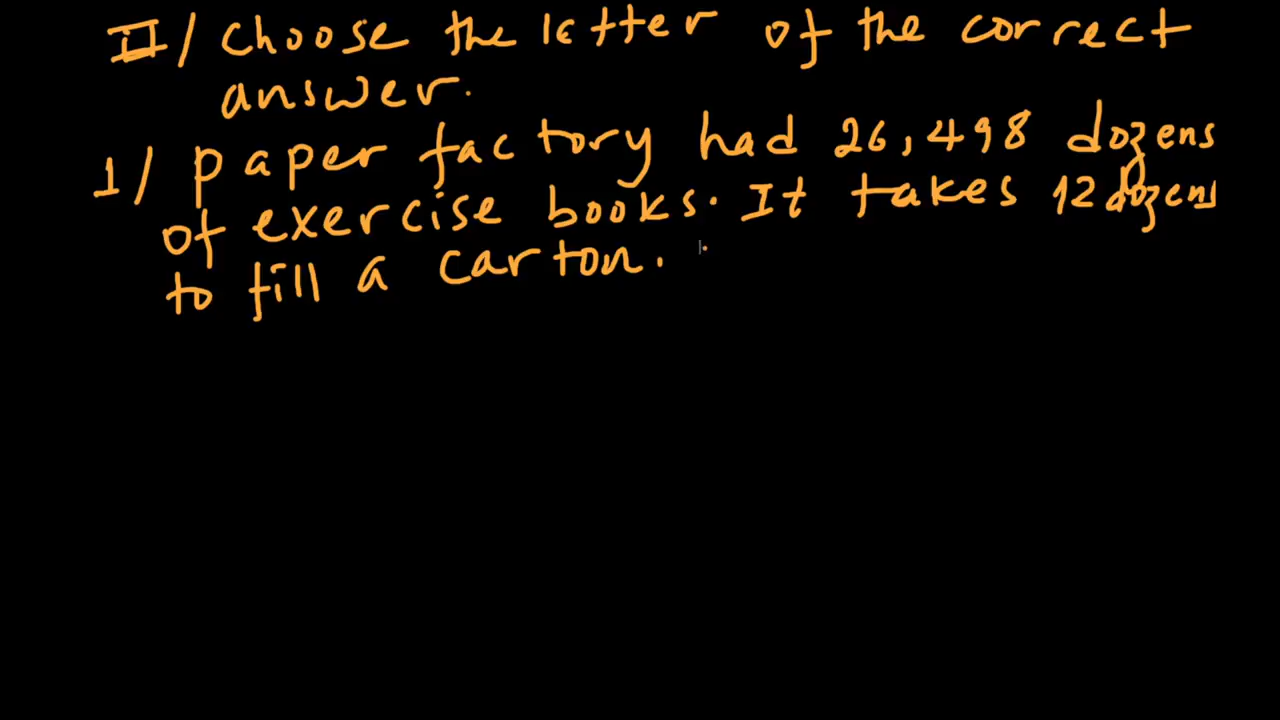 II/ choose the letter of the correct
answer.
1/ paper factory had 26,498 dozens
of exercise books. It takes 12 dozens
to fill a carton.